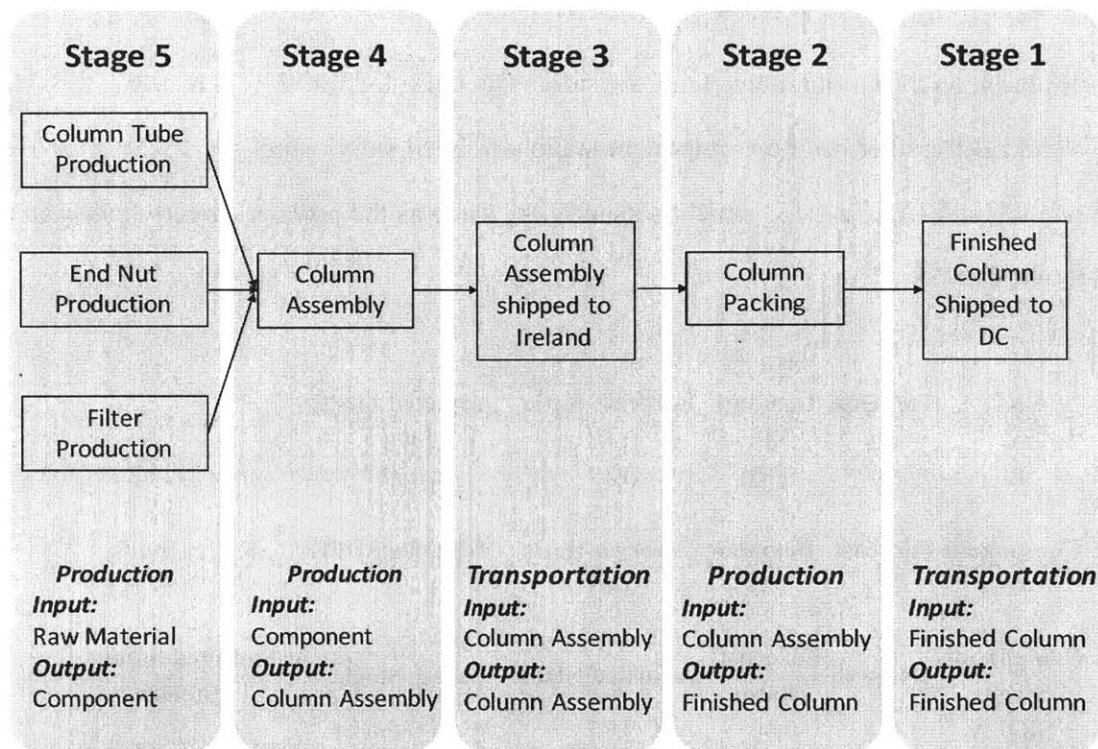 Stage 5
Stage 4
Stage 3
Stage 2
Stage 1
Column Tube
Production
End Nut
Production
Filter
Production
Column
Assembly
Column
Assembly
shipped to
Ireland
Column
Packing
Finished
Column
Shipped to
DC
Production
Input:
Raw Material
Output:
Component
Production
Input:
Component
Output:
Column Assembly
Transportation
Input:
Column Assembly
Output:
Column Assembly
Production
Input:
Column Assembly
Output:
Finished Column
Transportation
Input:
Finished Column
Output:
Finished Column